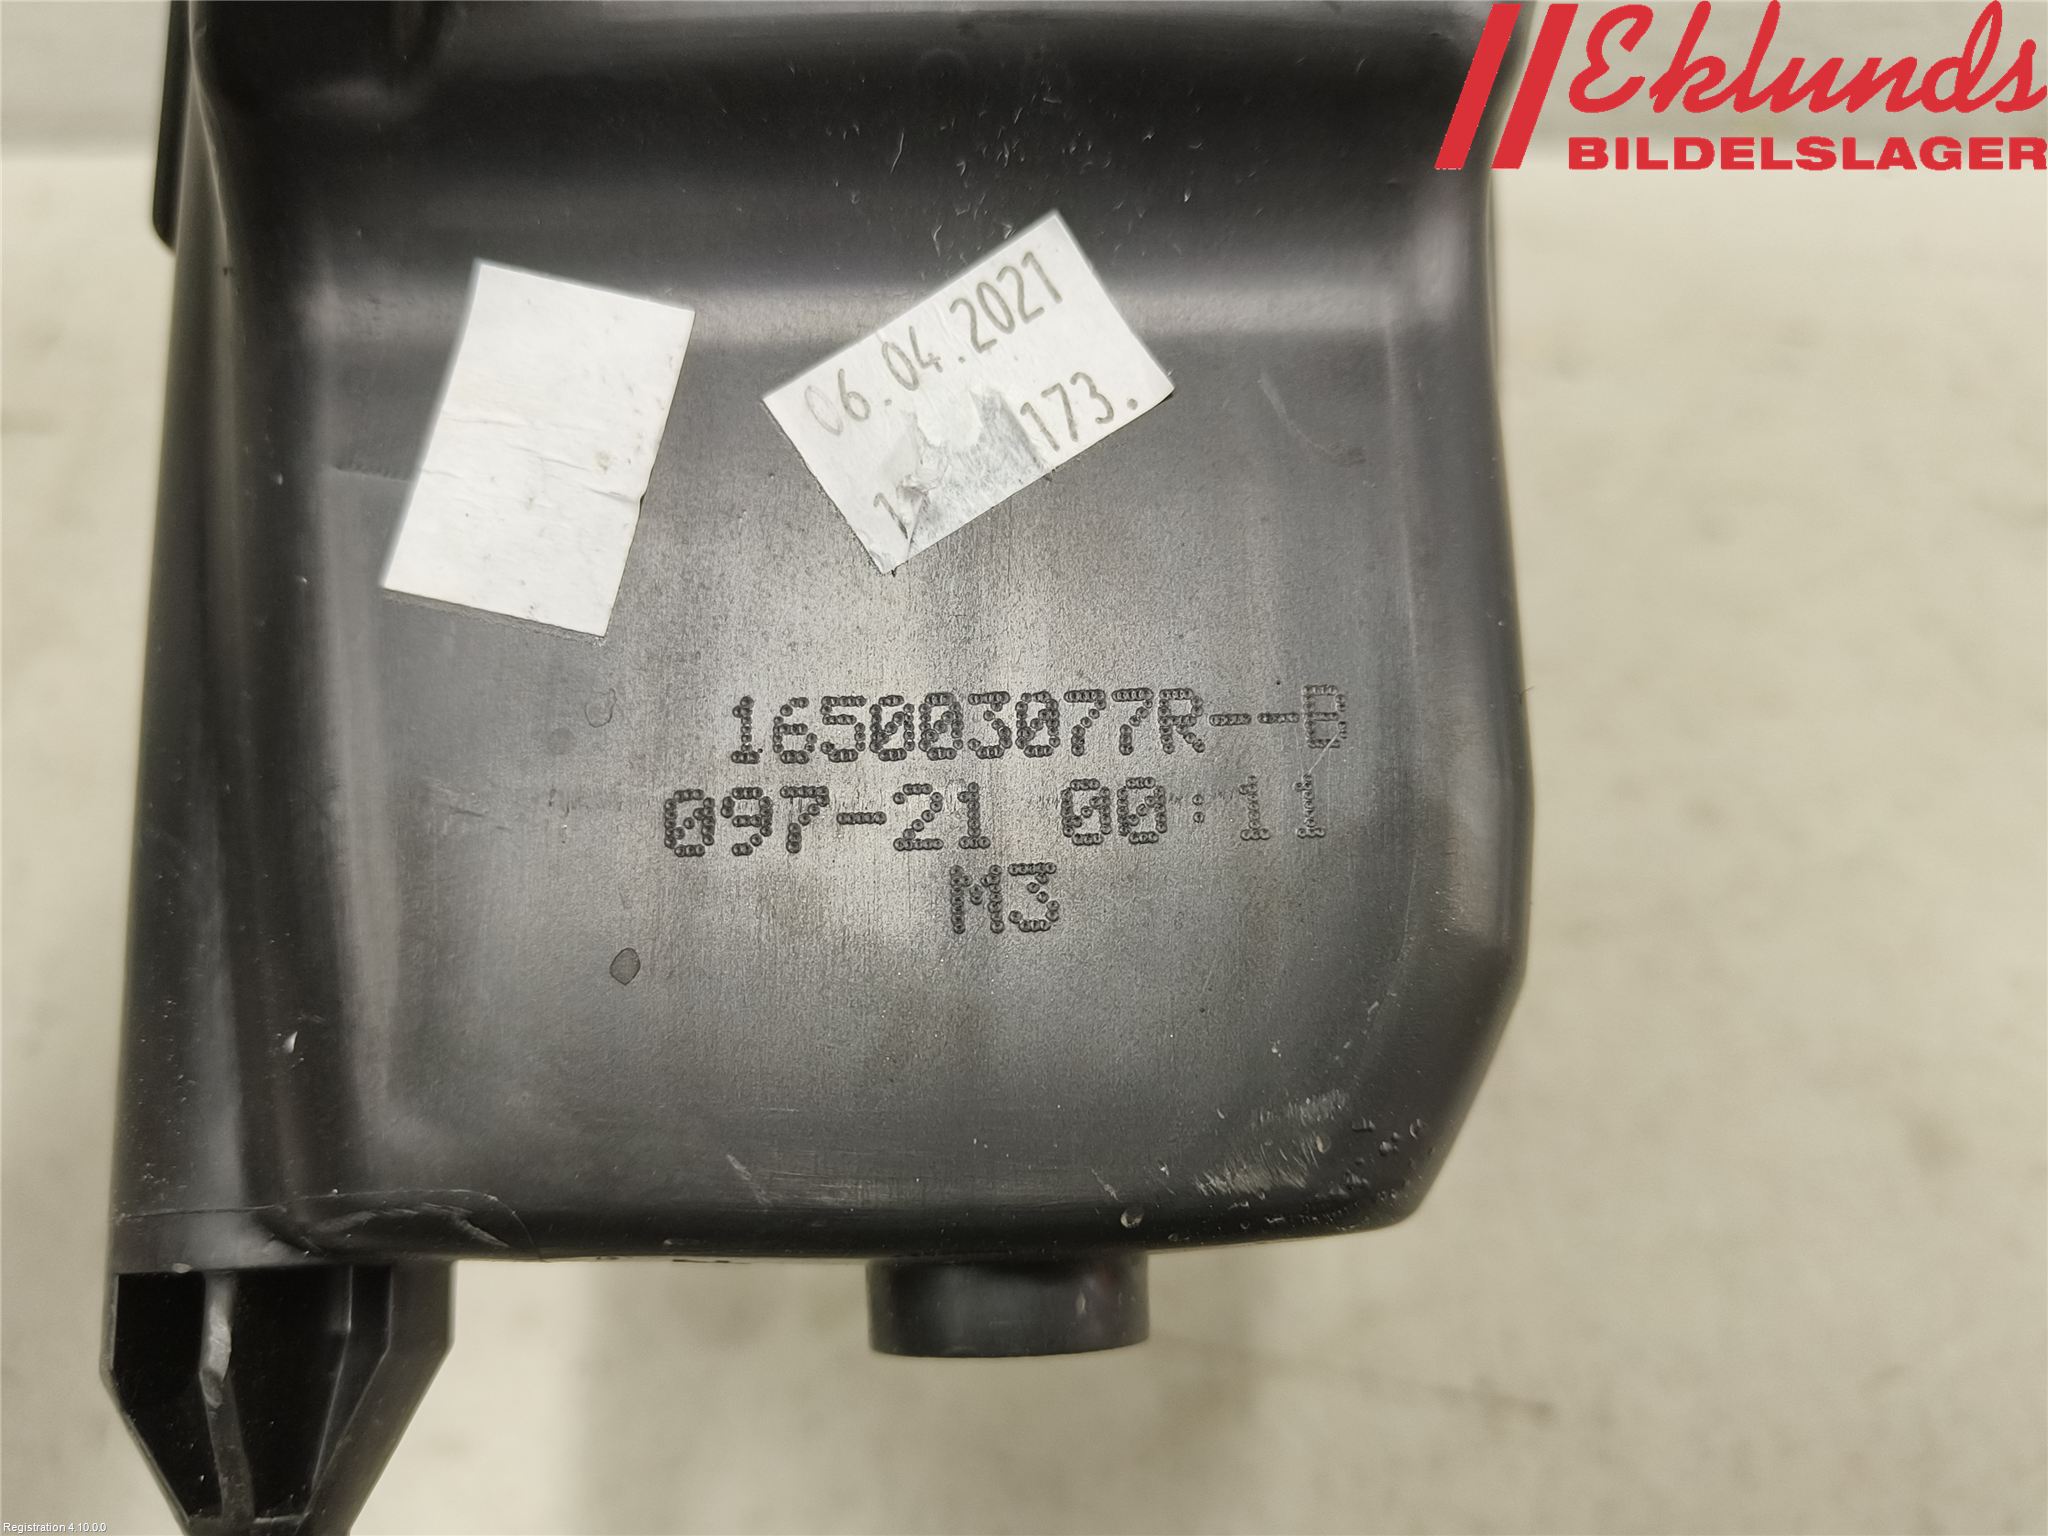 Eklunds
BILDELSLAGER
06.04.2021
173.
165003077R--B
097-21 00:11
M3
Registration 4.10.0.0